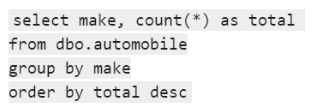 select make, count(*) as total
from dbo.automobile
group by make
order by total desc